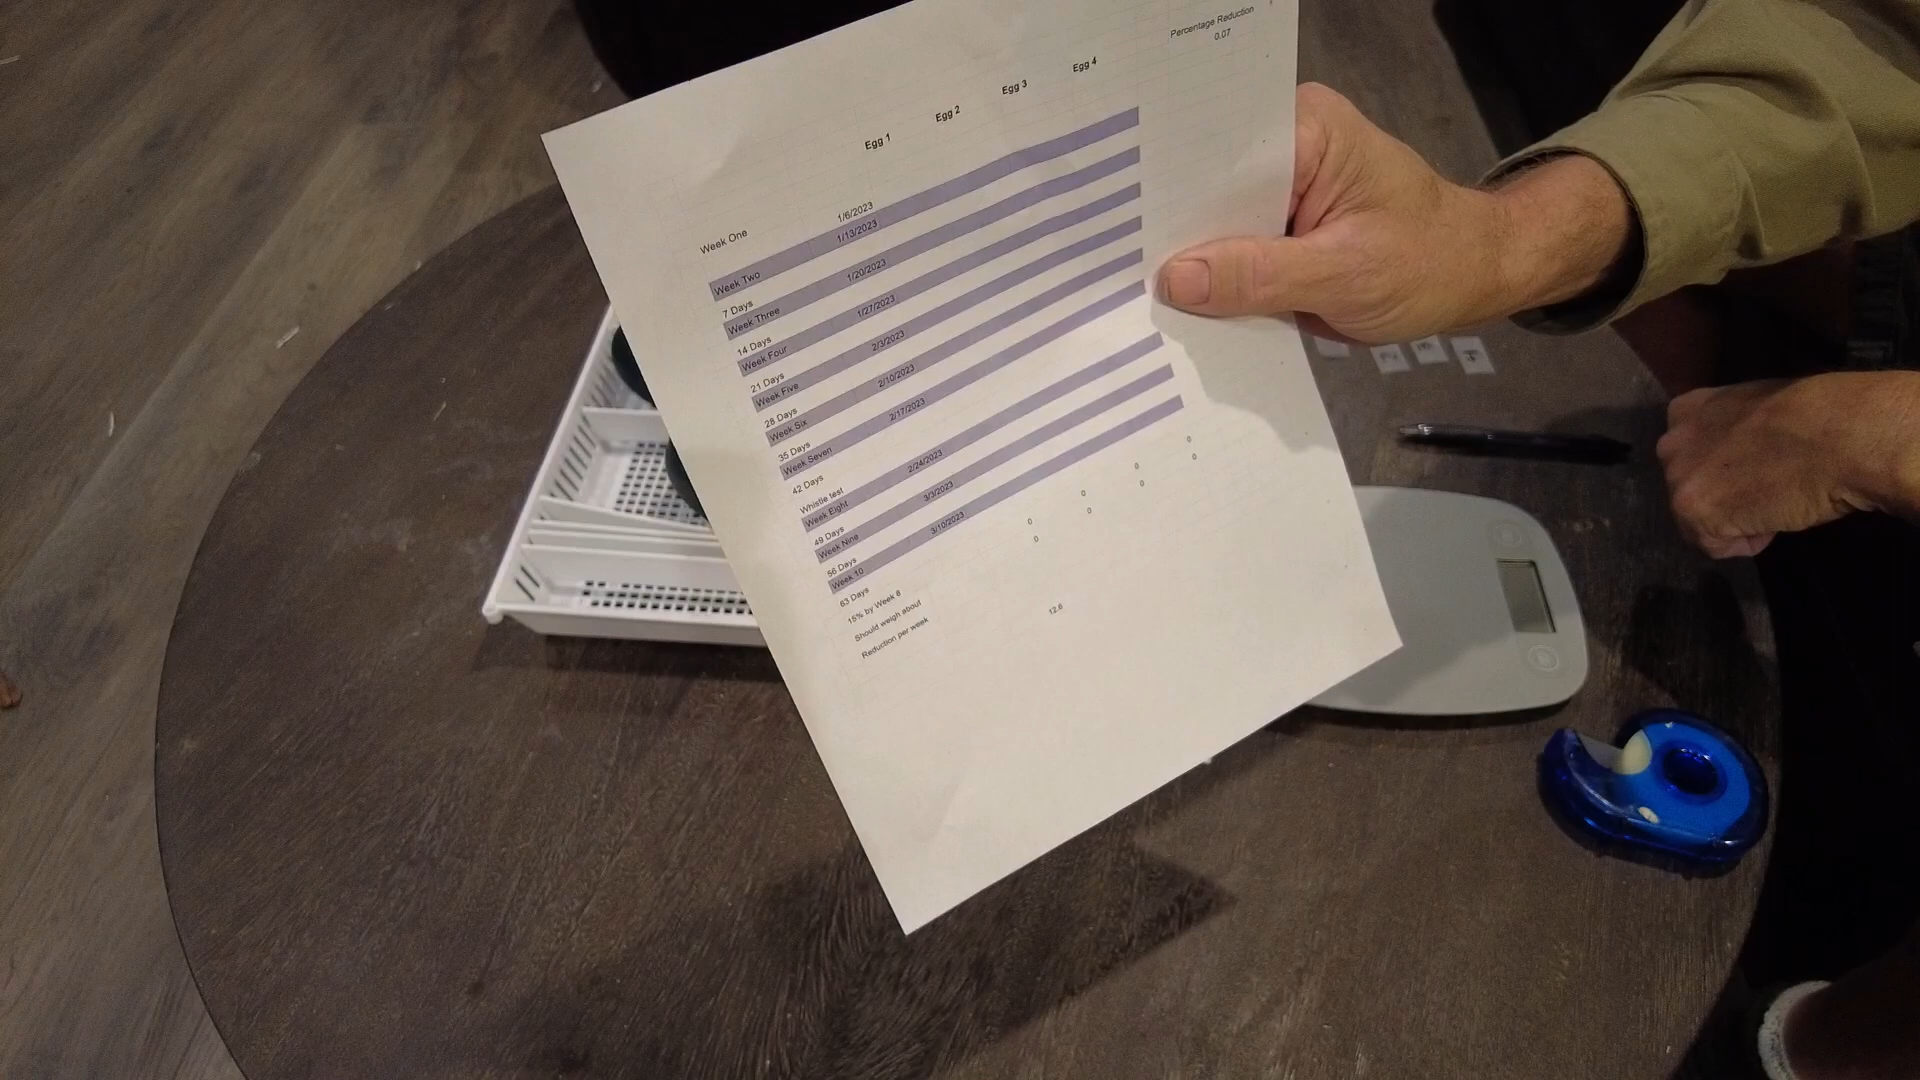 Percentage Reduction
0.07
Egg 1 Egg 2 Egg 3 Egg 4
Week One 1/6/2023
1/13/2023
Week Two
7 Days 1/20/2023
Week Three
14 Days 1/27/2023
Week Four
21 Days 2/3/2023
Week Five
28 Days 2/10/2023
Week Six
35 Days 2/17/2023
Week Seven
42 Days
Whistle test 2/24/2023
Week Eight
49 Days 3/3/2023
Week Nine
56 Days 3/10/2023
Week 10
63 Days
15% by Week 8 0 0 0 0
Should weigh about 0 0 0 0
Reduction per week 12.6